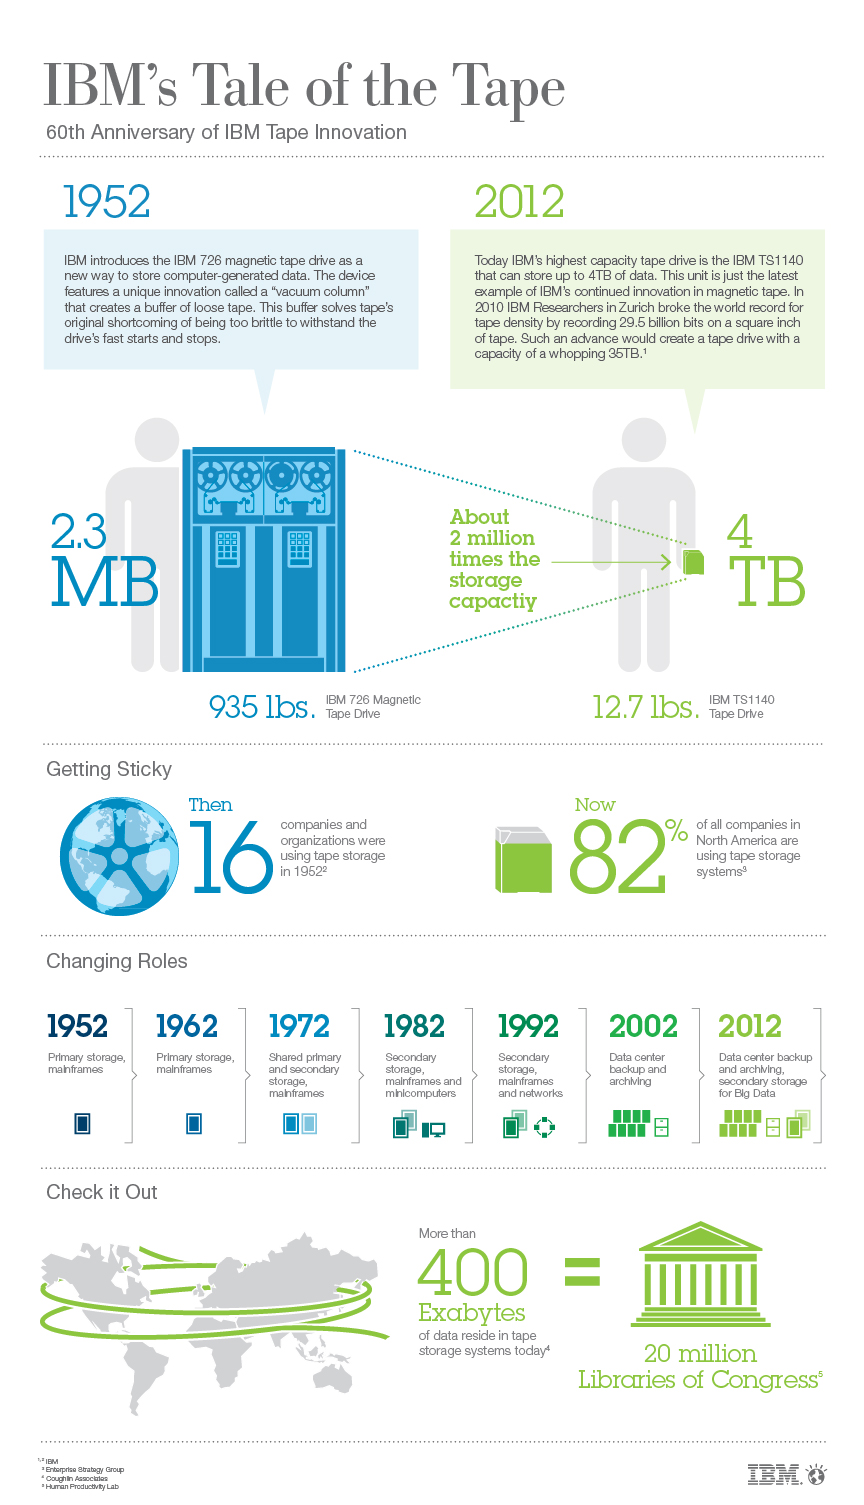 IBM's Tale of the Tape
60th Anniversary of IBM Tape Innovation
1952
IBM introduces the IBM 726 magnetic tape drive as a
new way to store computer-generated data. The device
features a unique innovation called a “vacuum column”
that creates a buffer of loose tape. This buffer solves tape's
original shortcoming of being too brittle to withstand the
drive's fast starts and stops.
2012
Today IBM's highest capacity tape drive is the IBM TS1140
that can store up to 4TB of data. This unit is just the latest
example of IBM's continued innovation in magnetic tape. In
2010 IBM Researchers in Zurich broke the world record for
tape density by recording 29.5 billion bits on a square inch
of tape. Such an advance would create a tape drive with a
capacity of a whopping 35TB.¹
2.3
MB
About
2 million
times the
storage
capactiy
4
TB
935 lbs.
IBM 726 Magnetic
Tape Drive
12.7 lbs.
IBM TS1140
Tape Drive
Getting Sticky
Then
16
companies and
organizations were
using tape storage
in 1952²
Now
82%
of all companies in
North America are
using tape storage
systems³
Changing Roles
1952
Primary storage,
mainframes
1962
Primary storage,
mainframes
1972
Shared primary
and secondary
storage,
mainframes
1982
Secondary
storage,
mainframes and
minicomputers
1992
Secondary
storage,
mainframes
and networks
2002
Data center
backup and
archiving
2012
Data center backup
and archiving,
secondary storage
for Big Data
Check it Out
More than
400
Exabytes
of data reside in tape
storage systems today⁴
=
20 million
Libraries of Congress⁵
¹˒² IBM
³ Enterprise Strategy Group
⁴ Coughlin Associates
⁵ Human Productivity Lab
IBM.